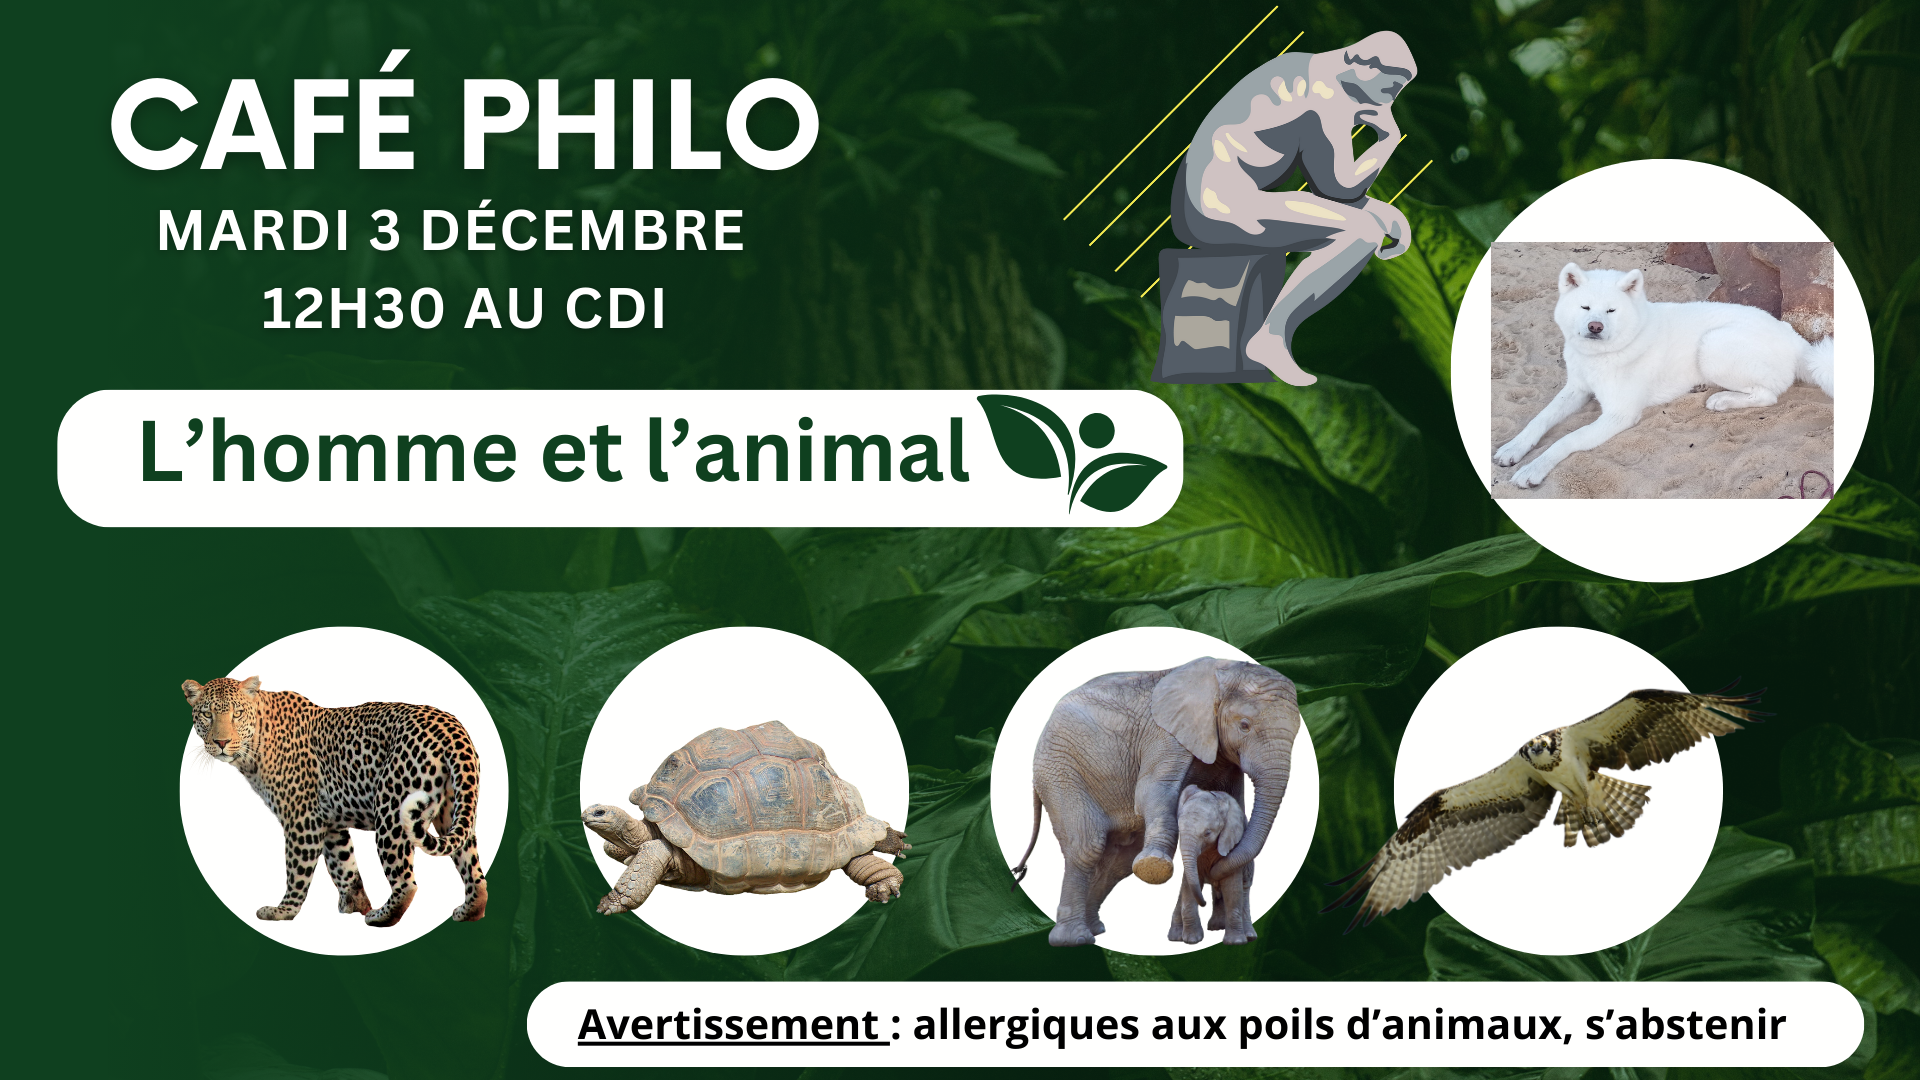 CAFÉ PHILO
MARDI 3 DÉCEMBRE
12H30 AU CDI
L’homme et l’animal
Avertissement : allergiques aux poils d’animaux, s’abstenir